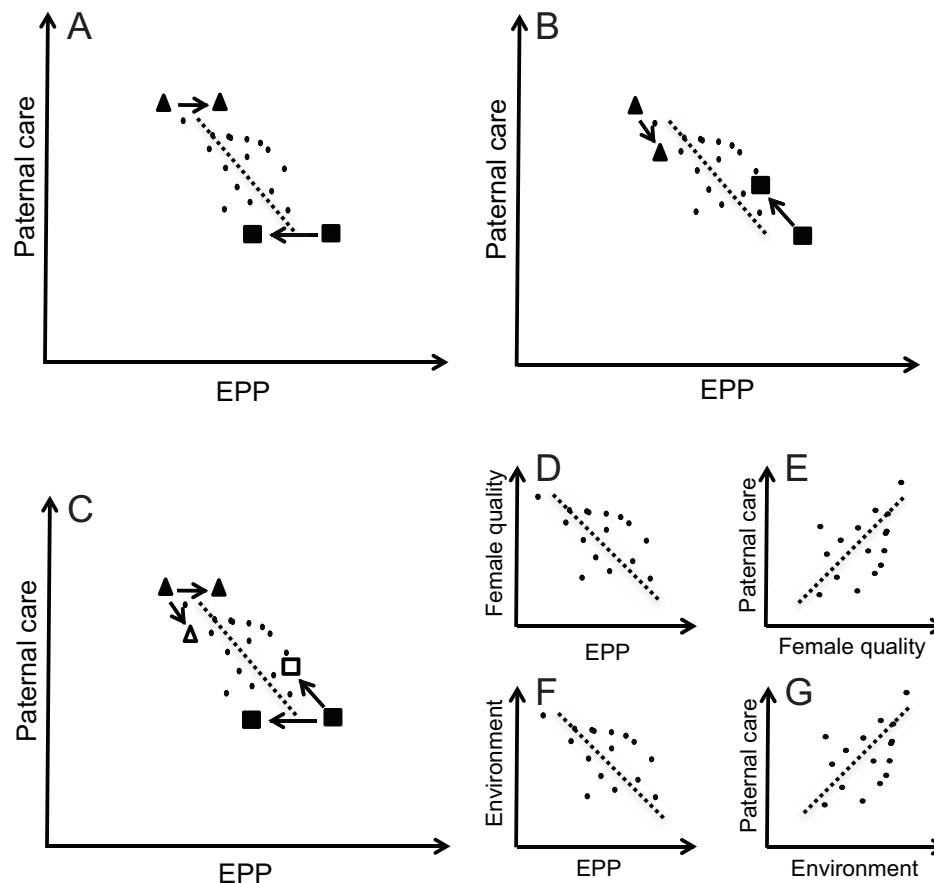 A
Paternal care
EPP
B
Paternal care
EPP
C
Paternal care
EPP
D
Female quality
EPP
E
Paternal care
Female quality
F
Environment
EPP
G
Paternal care
Environment